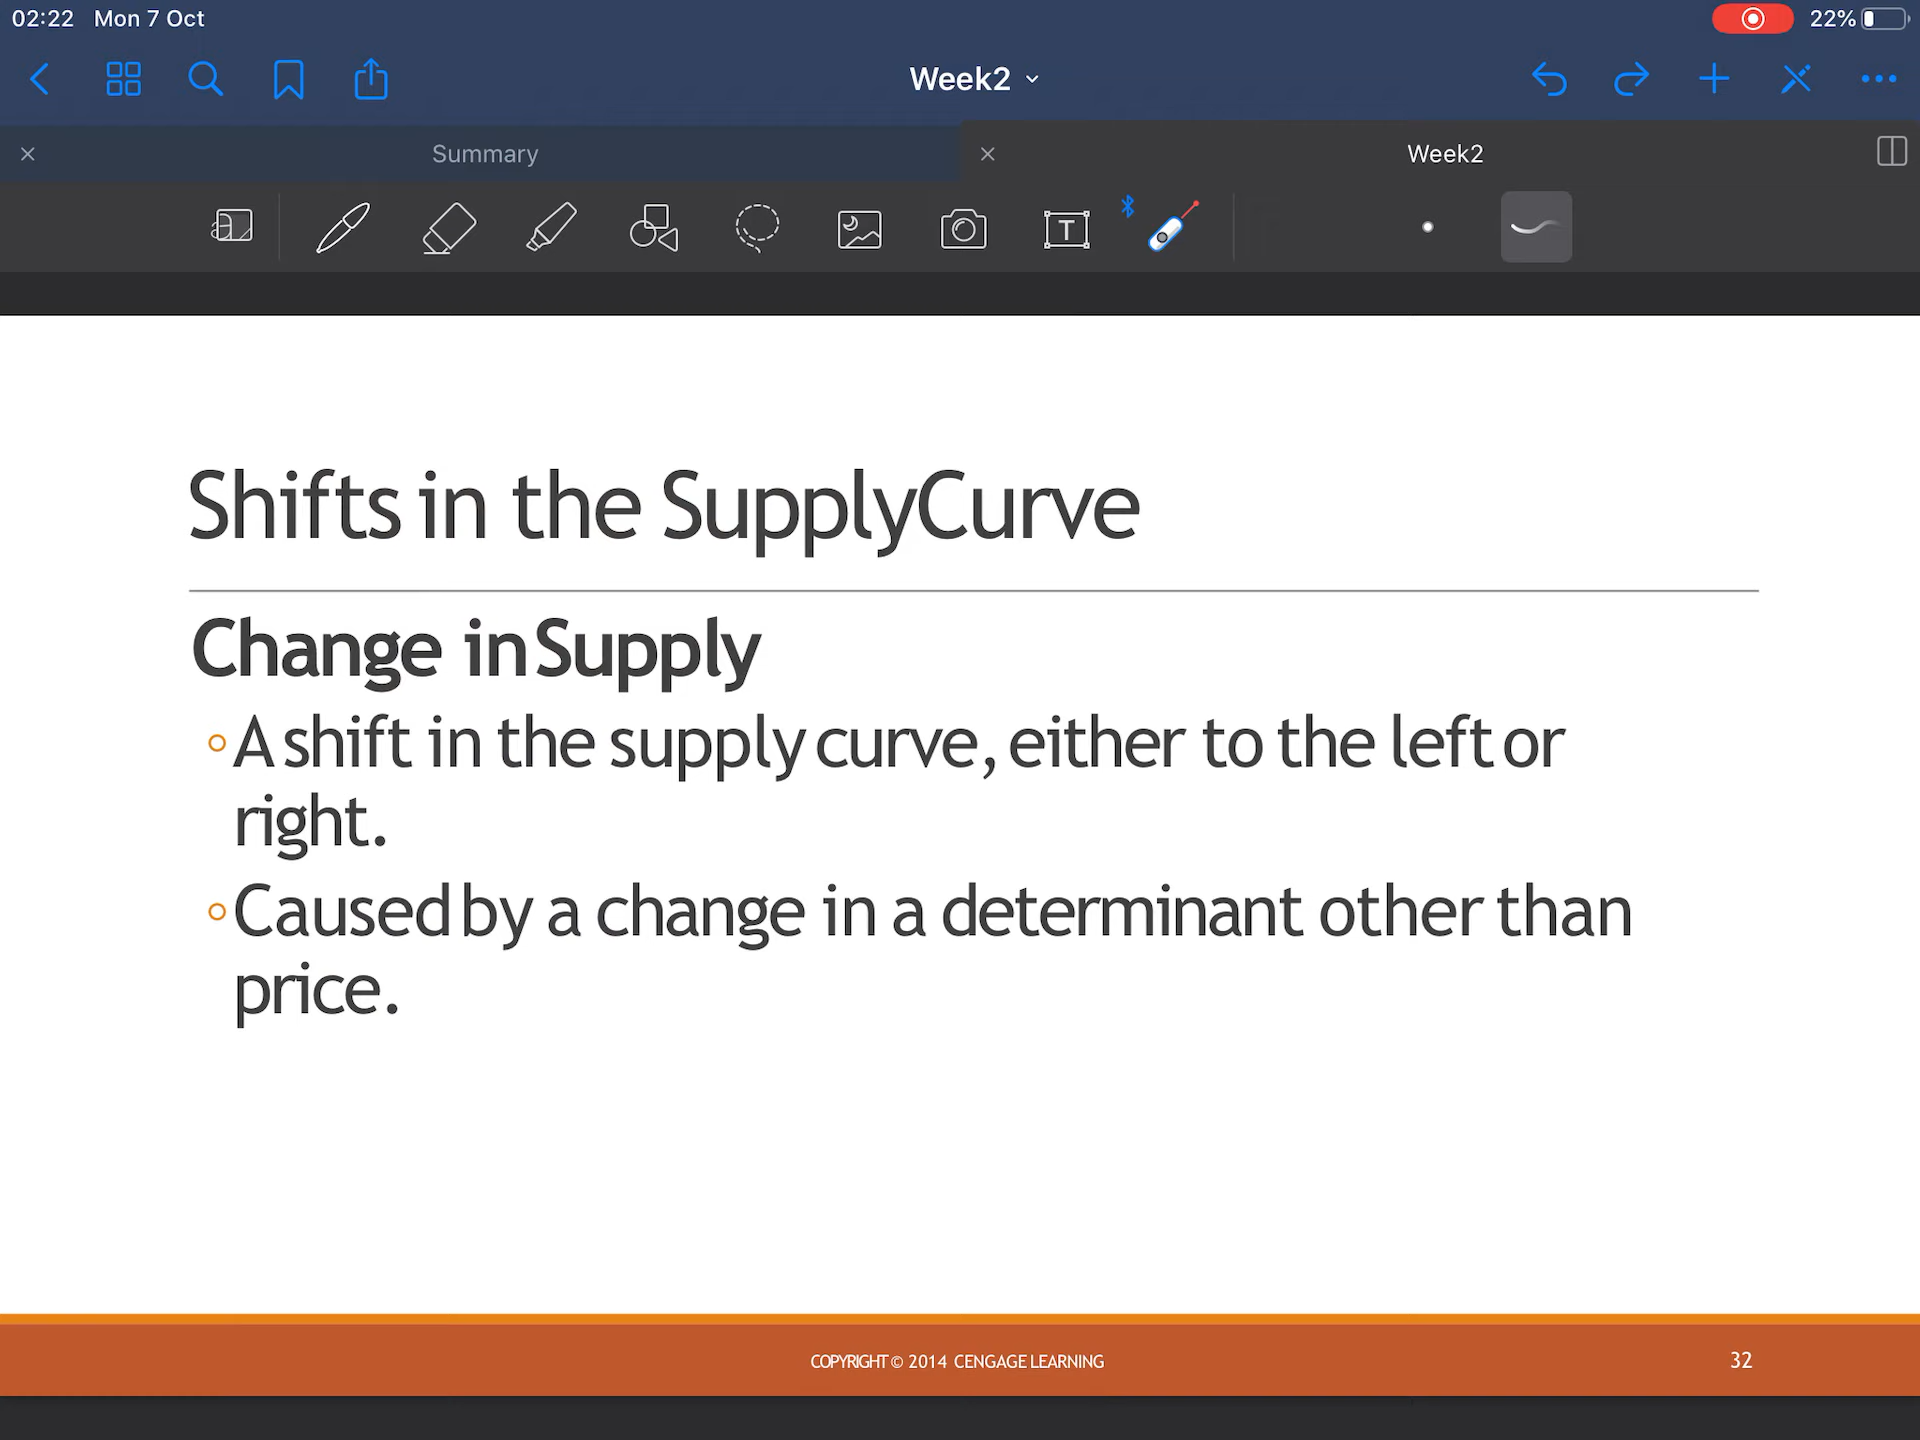 02:22 Mon 7 Oct
22%
Week2
Summary
Week2
T
Shifts in the SupplyCurve
Change in Supply
A shift in the supply curve, either to the left or
right.
Caused by a change in a determinant other than
price.
COPYRIGHT © 2014 CENGAGE LEARNING
32